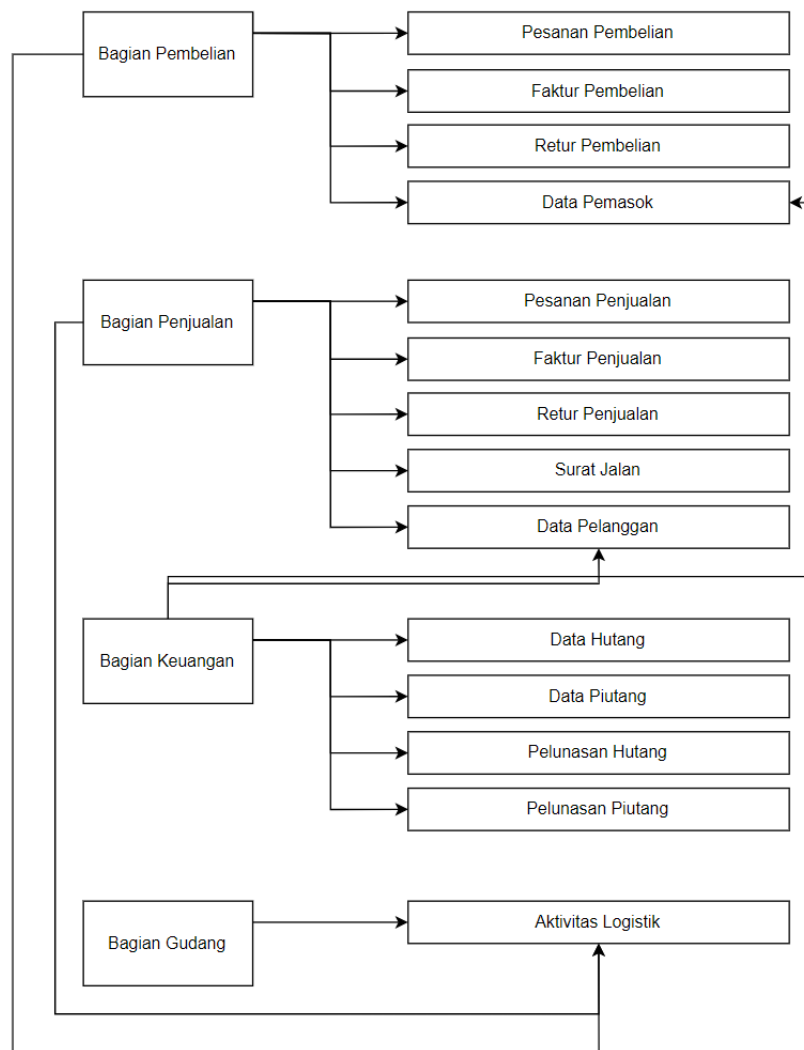 Bagian Pembelian
Pesanan Pembelian
Faktur Pembelian
Retur Pembelian
Data Pemasok
Bagian Penjualan
Pesanan Penjualan
Faktur Penjualan
Retur Penjualan
Surat Jalan
Data Pelanggan
Bagian Keuangan
Data Hutang
Data Piutang
Pelunasan Hutang
Pelunasan Piutang
Bagian Gudang
Aktivitas Logistik